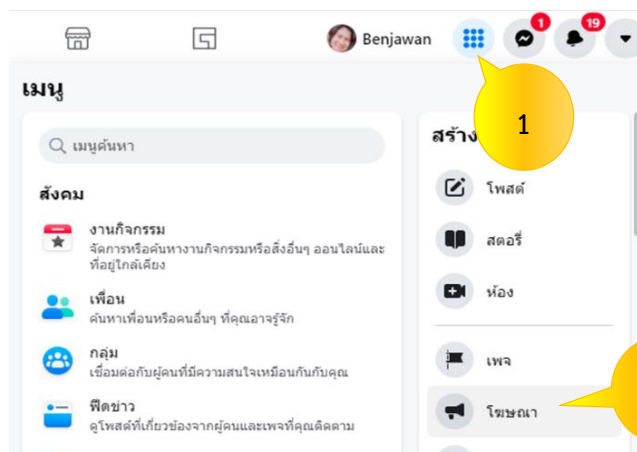 Benjawan
1
19
เมนู
1
เมนูค้นหา
สังคม
งานกิจกรรม
จัดการหรือค้นหางานกิจกรรมหรือสิ่งอื่นๆ ออนไลน์และ
ที่อยู่ใกล้เคียง
เพื่อน
ค้นหาเพื่อนหรือคนอื่นๆ ที่คุณอาจรู้จัก
กลุ่ม
เชื่อมต่อกับผู้คนที่มีความสนใจเหมือนกันกับคุณ
ฟีดข่าว
ดูโพสต์ที่เกี่ยวข้องจากผู้คนและเพจที่คุณติดตาม
สร้าง
โพสต์
สตอรี่
ห้อง
เพจ
โฆษณา